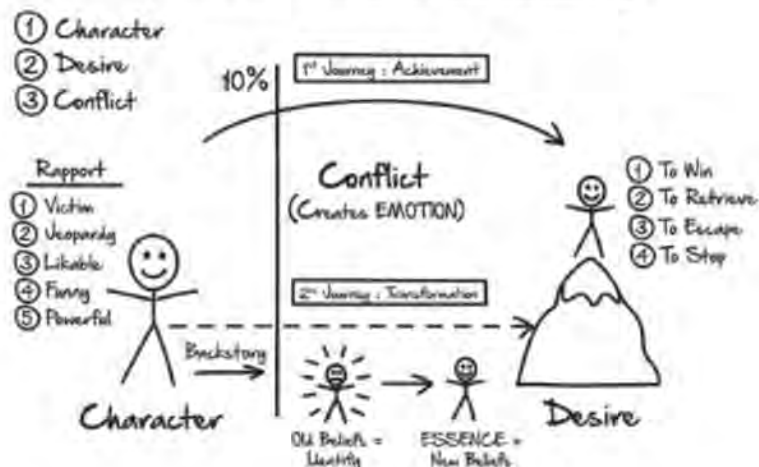 ① Character
② Desire
③ Conflict
10%
1st Journey: Achievement
Rapport
① Victim
② Jeopardy
③ Likable
④ Funny
⑤ Powerful
Conflict
(Creates EMOTION)
① To Win
② To Retrieve
③ To Escape
④ To Stop
2nd Journey: Transformation
Backstory
Character
Old Beliefs =
Identity
ESSENCE =
New Beliefs
Desire